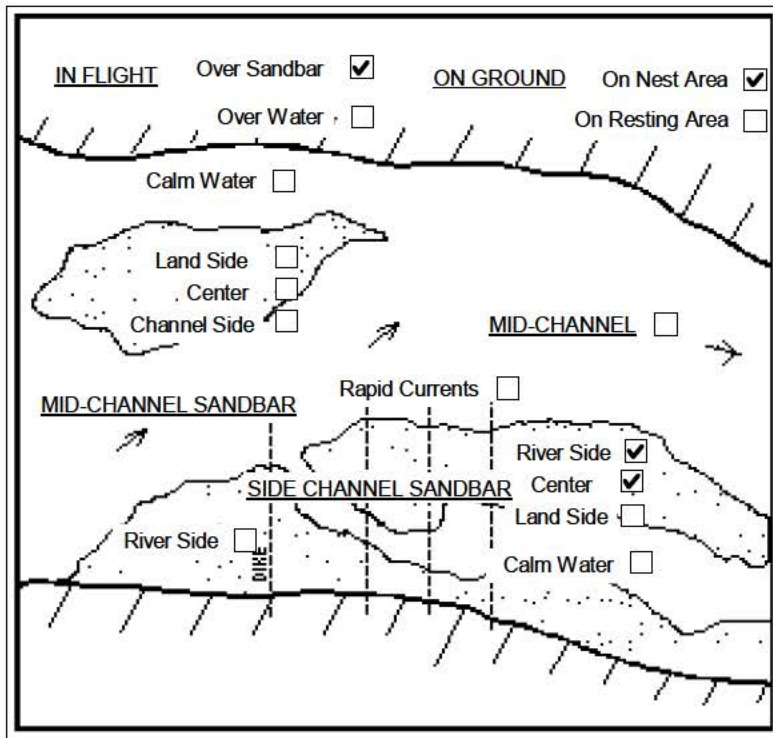 IN FLIGHT Over Sandbar ON GROUND On Nest Area
Over Water On Resting Area
Calm Water
Land Side
Center
Channel Side
MID-CHANNEL
Rapid Currents
MID-CHANNEL SANDBAR
River Side
SIDE CHANNEL SANDBAR Center
Land Side
River Side
DIKE
Calm Water